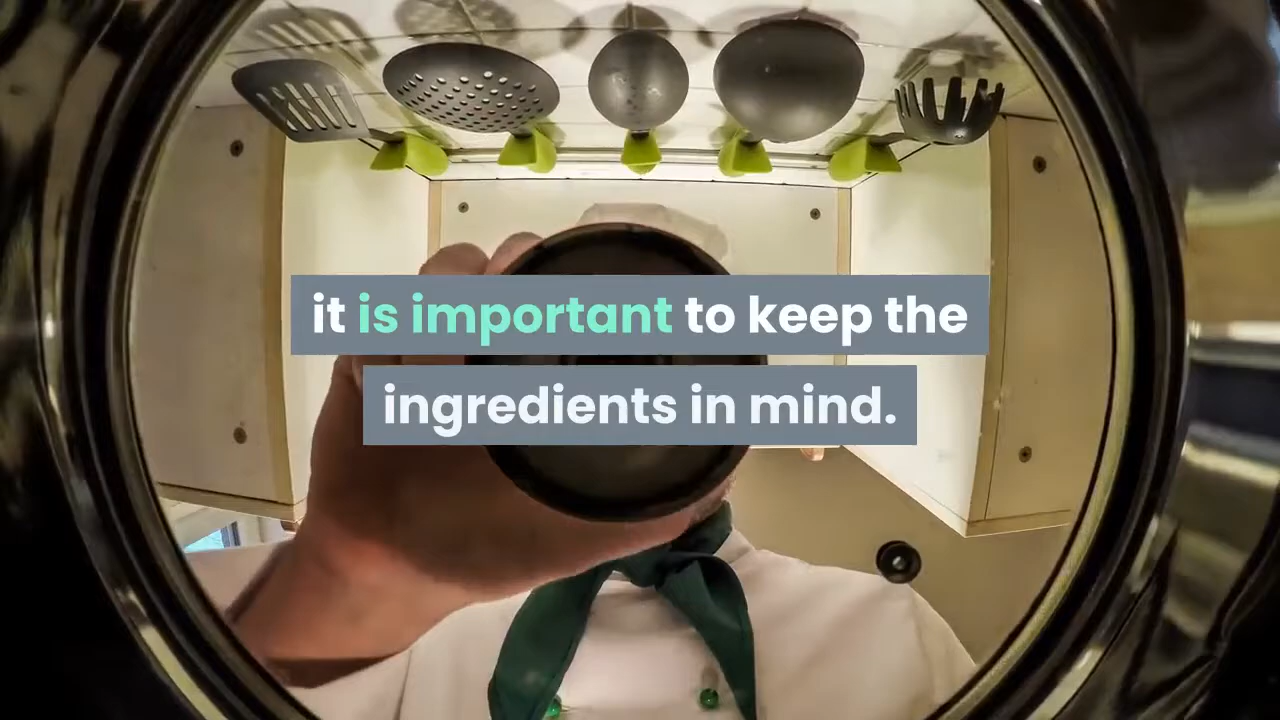 it is important to keep the
ingredients in mind.